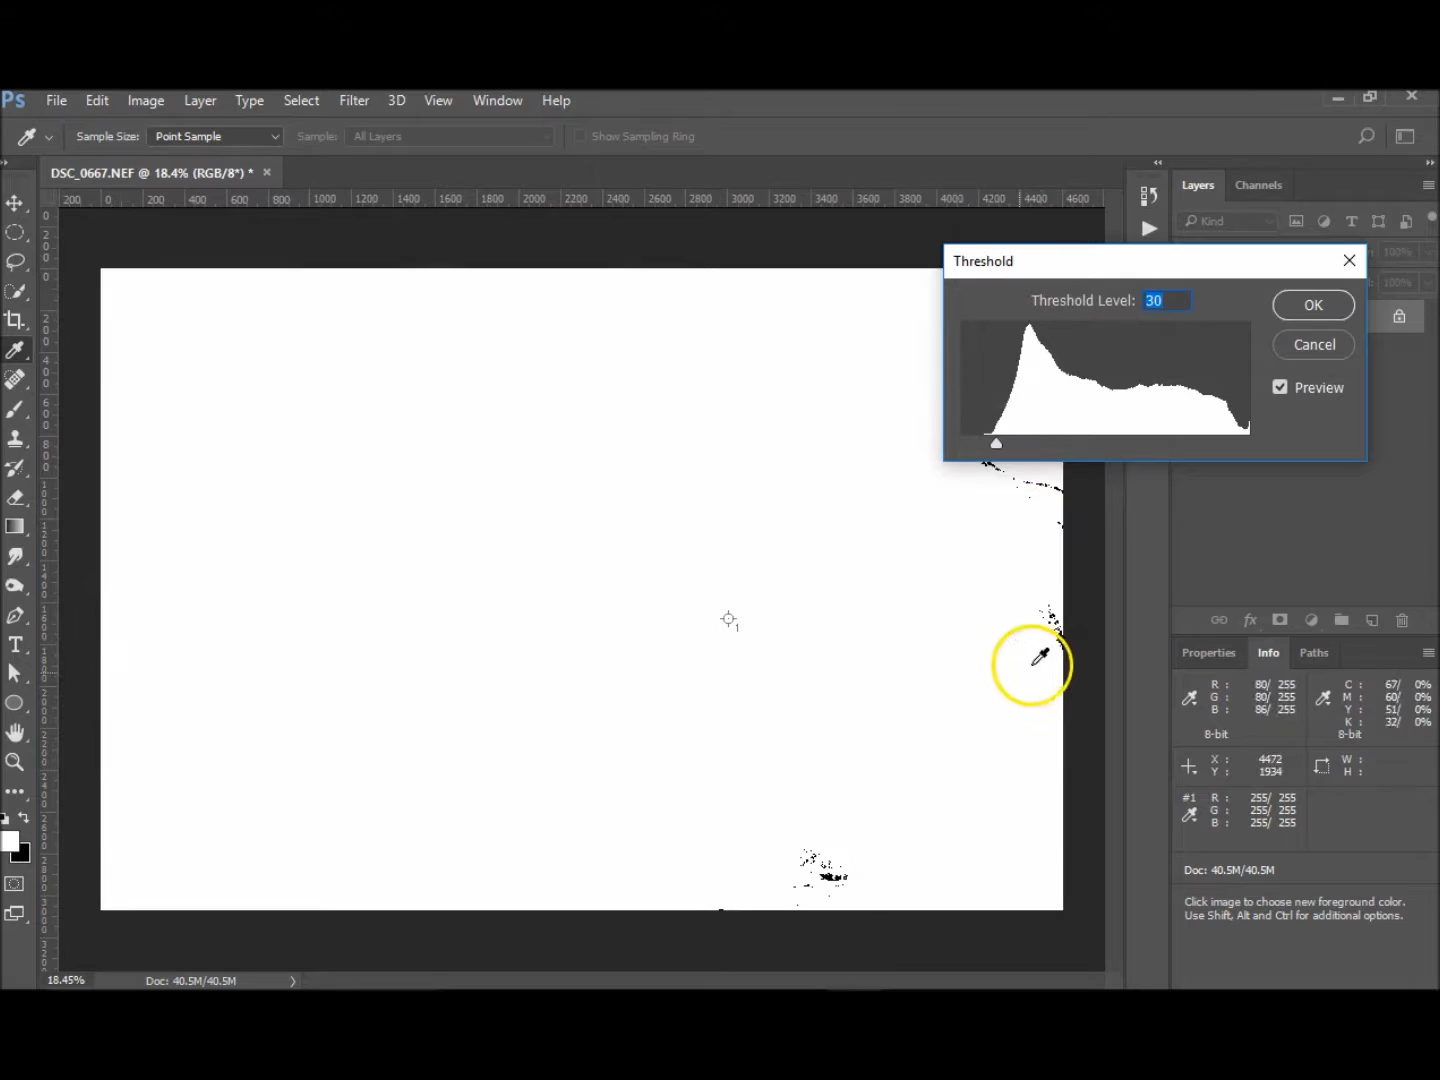 Ps File Edit Image Layer Type Select Filter 3D View Window Help
Sample Size: Point Sample Sample: All Layers Show Sampling Ring
DSC_0667.NEF @ 18.4% (RGB/8*) * ×
200 0 200 400 600 800 1000 1200 1400 1600 1800 2000 2200 2400 2600 2800 3000 3200 3400 3600 3800 4000 4200 4400 4600
Layers Channels
Kind
100%
100%
Threshold
Threshold Level: 30
OK
Cancel
Preview
1
Properties Info Paths
R : 80/ 255 C : 67/ 0%
G : 80/ 255 M : 60/ 0%
B : 86/ 255 Y : 51/ 0%
K : 32/ 0%
8-bit 8-bit
X : 4472 W :
Y : 1934 H :
#1 R : 255/ 255
G : 255/ 255
B : 255/ 255
Doc: 40.5M/40.5M
Click image to choose new foreground color.
Use Shift, Alt and Ctrl for additional options.
18.45% Doc: 40.5M/40.5M